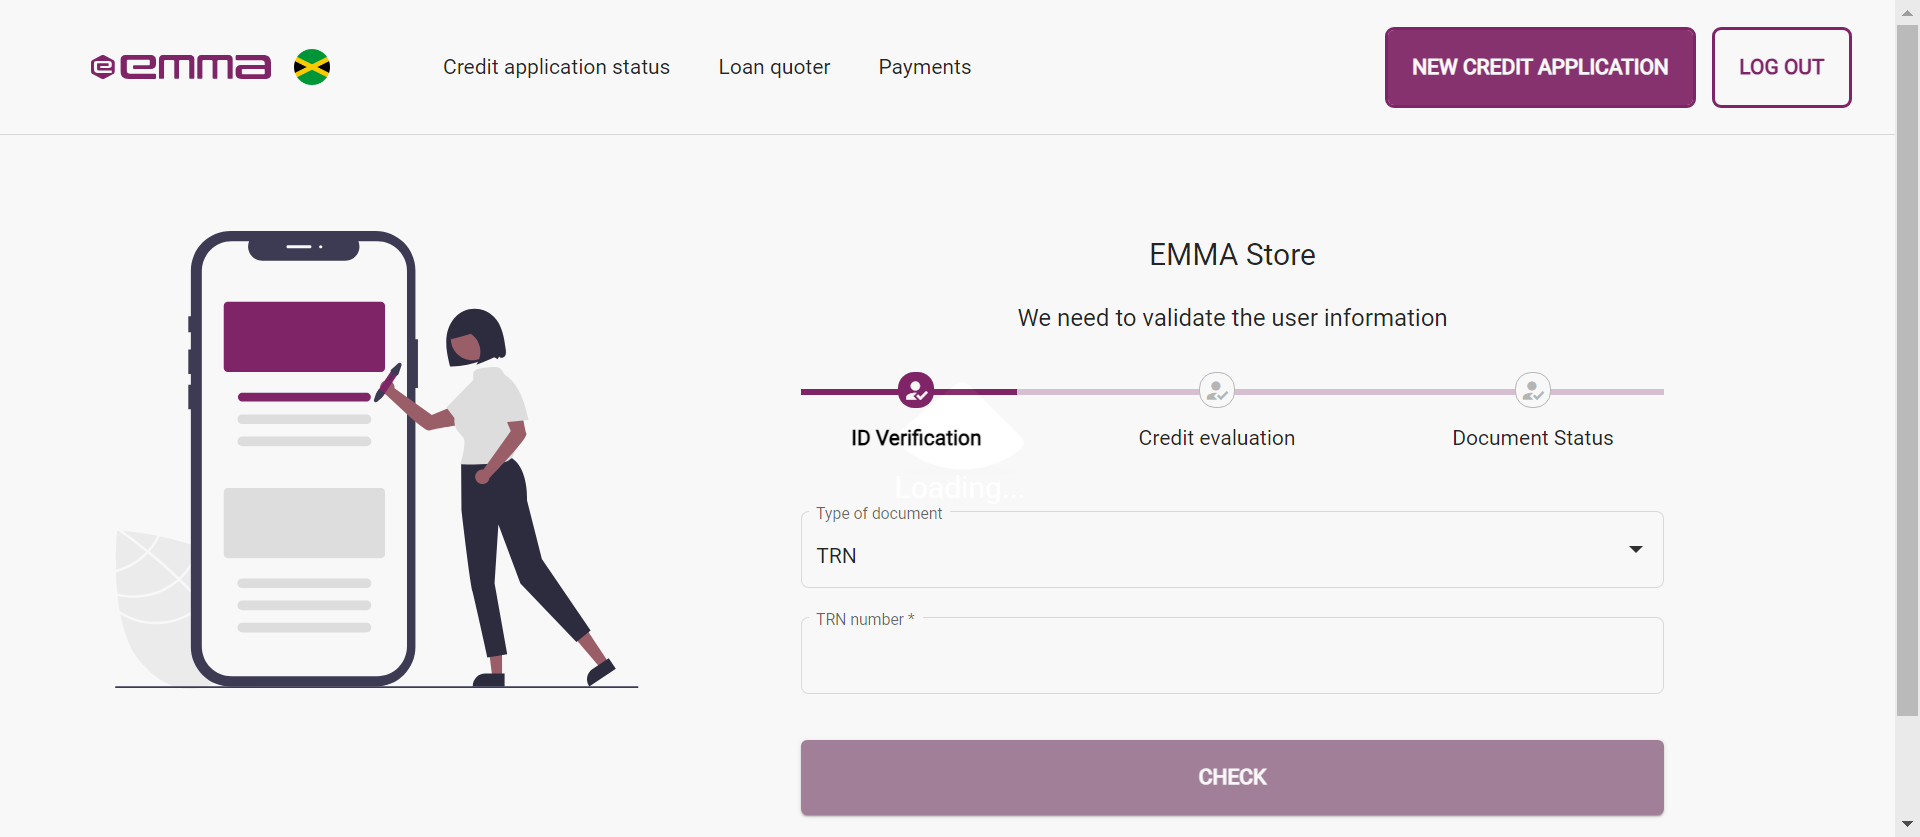 emma
Credit application status
Loan quoter
Payments
NEW CREDIT APPLICATION
LOG OUT
EMMA Store
We need to validate the user information
ID Verification
Credit evaluation
Document Status
Loading...
Type of document
TRN
TRN number *
CHECK